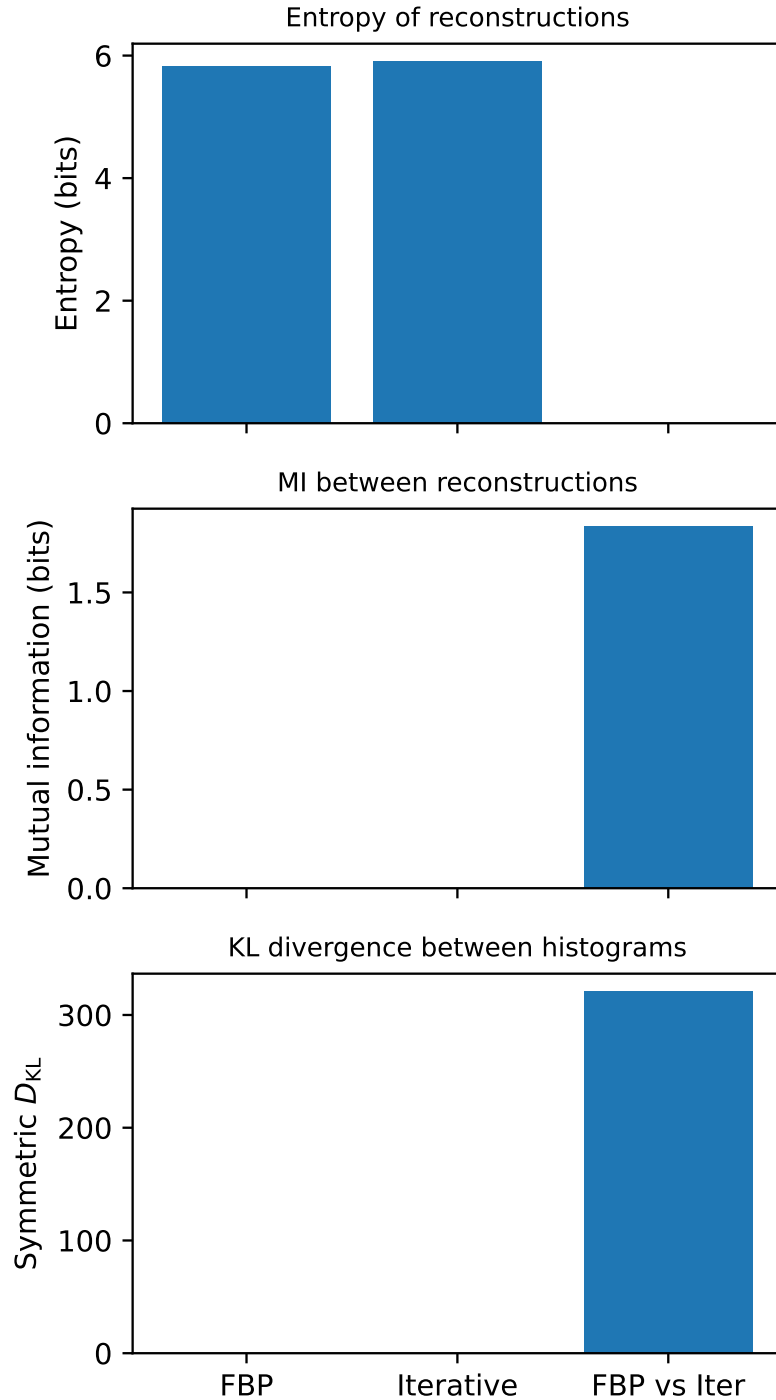 Entropy of reconstructions
Entropy (bits)
6
4
2
0
MI between reconstructions
Mutual information (bits)
1.5
1.0
0.5
0.0
KL divergence between histograms
Symmetric D_KL
300
200
100
0
FBP
Iterative
FBP vs Iter